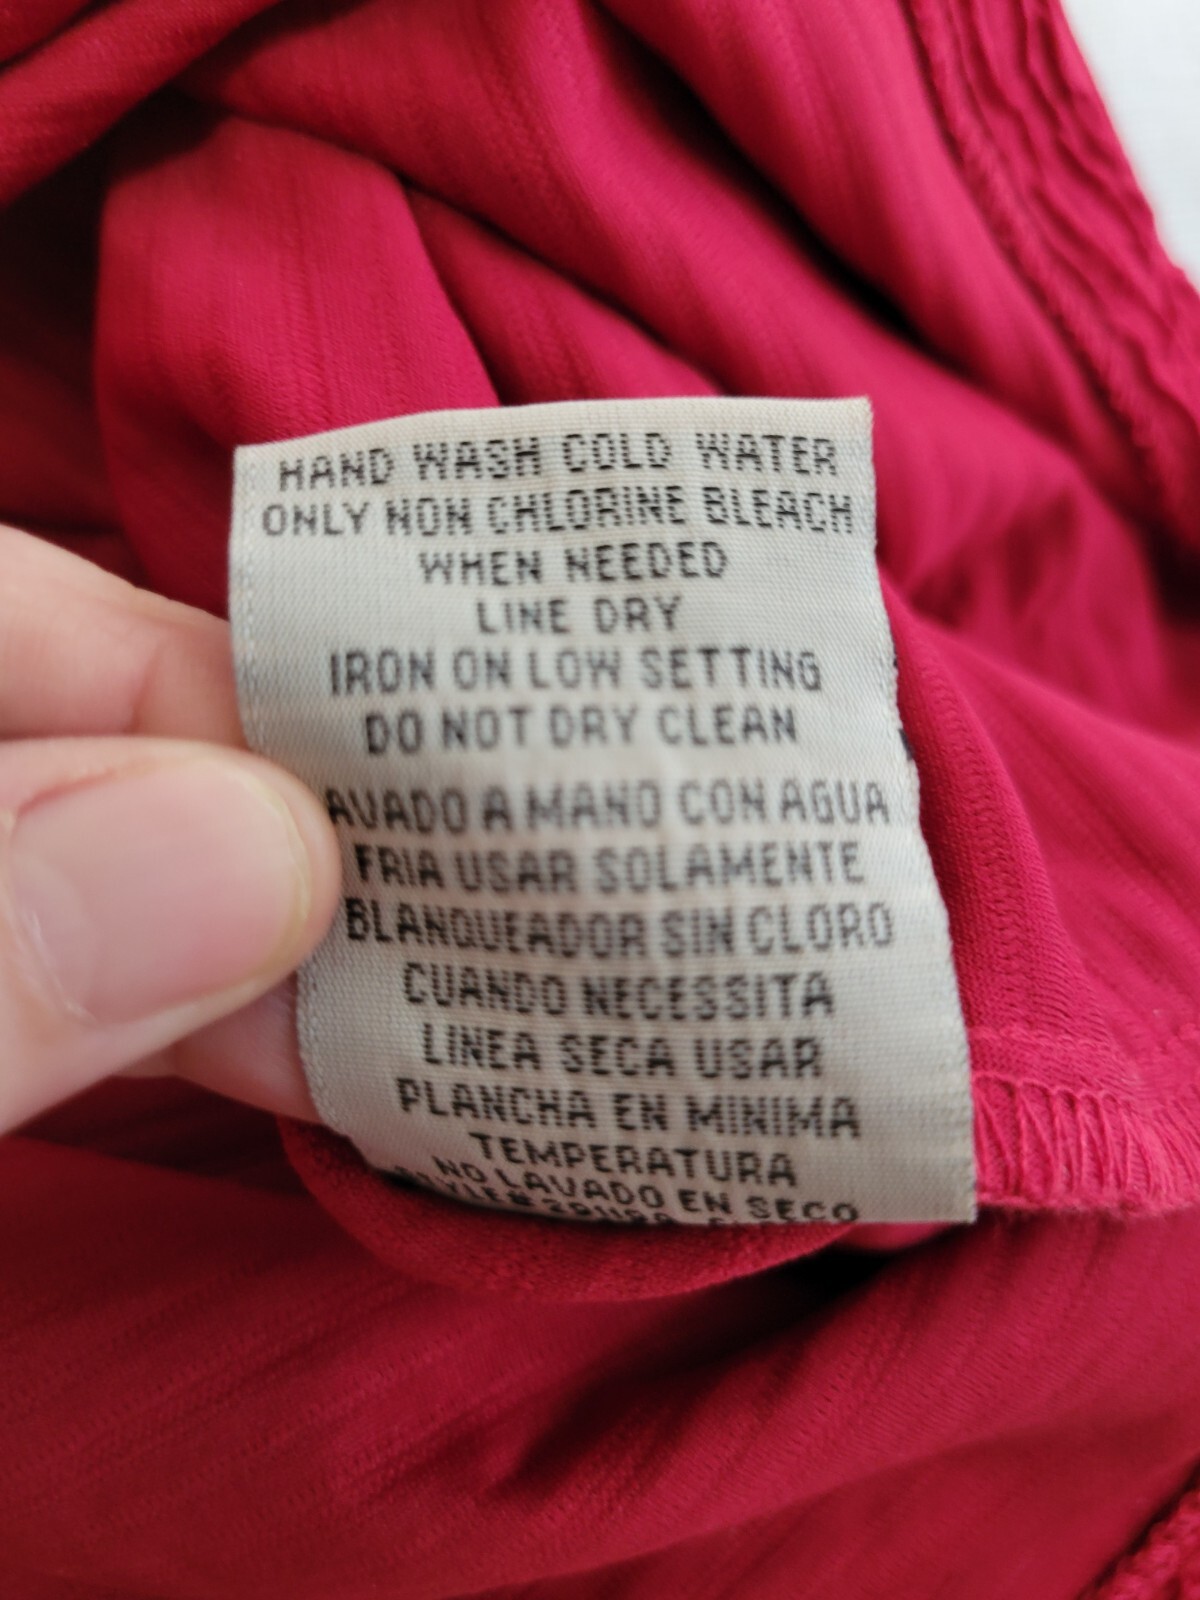 HAND WASH COLD WATER
ONLY NON CHLORINE BLEACH
WHEN NEEDED
LINE DRY
IRON ON LOW SETTING
DO NOT DRY CLEAN
AVADO A MANO CON AGUA
FRIA USAR SOLAMENTE
BLANQUEADOR SIN CLORO
CUANDO NECESSITA
LINEA SECA USAR
PLANCHA EN MINIMA
TEMPERATURA
NO LAVADO EN SECO